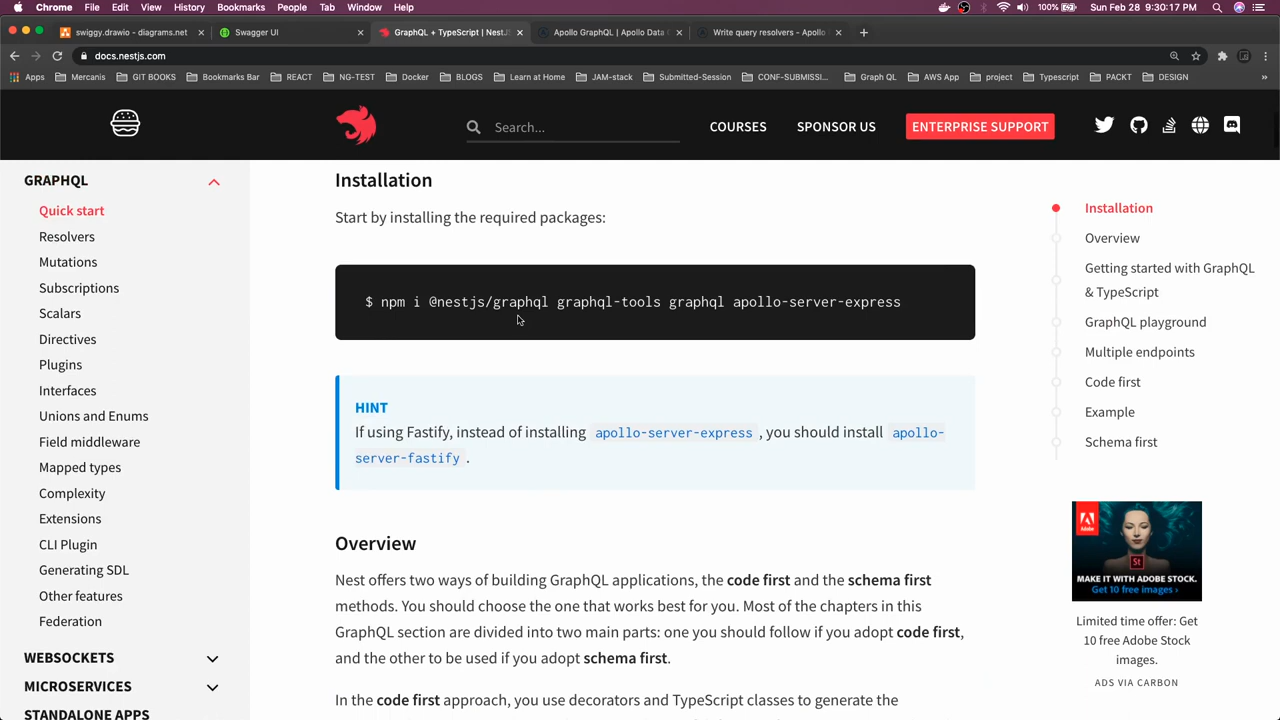 Chrome File Edit View History Bookmarks People Tab Window Help
100% Sun Feb 28 9:30:17 PM
swiggy.drawio - diagrams.net
Swagger UI
GraphQL + TypeScript | NestJ
Apollo GraphQL | Apollo Data
Write query resolvers - Apollo
docs.nestjs.com
Apps Mercanis GIT BOOKS Bookmarks Bar REACT NG-TEST Docker BLOGS Learn at Home JAM-stack Submitted-Session CONF-SUBMISSI... Graph QL AWS App project Typescript PACKT DESIGN »
Search...
COURSES
SPONSOR US
ENTERPRISE SUPPORT
GRAPHQL
Quick start
Resolvers
Mutations
Subscriptions
Scalars
Directives
Plugins
Interfaces
Unions and Enums
Field middleware
Mapped types
Complexity
Extensions
CLI Plugin
Generating SDL
Other features
Federation
WEBSOCKETS
MICROSERVICES
STANDALONE APPS
Installation
Start by installing the required packages:
$ npm i @nestjs/graphql graphql-tools graphql apollo-server-express
HINT
If using Fastify, instead of installing apollo-server-express , you should install apollo-
server-fastify .
Overview
Nest offers two ways of building GraphQL applications, the code first and the schema first
methods. You should choose the one that works best for you. Most of the chapters in this
GraphQL section are divided into two main parts: one you should follow if you adopt code first,
and the other to be used if you adopt schema first.
In the code first approach, you use decorators and TypeScript classes to generate the
Installation
Overview
Getting started with GraphQL
& TypeScript
GraphQL playground
Multiple endpoints
Code first
Example
Schema first
St
MAKE IT WITH ADOBE STOCK.
Get 10 free images ›
Limited time offer: Get
10 free Adobe Stock
images.
ADS VIA CARBON